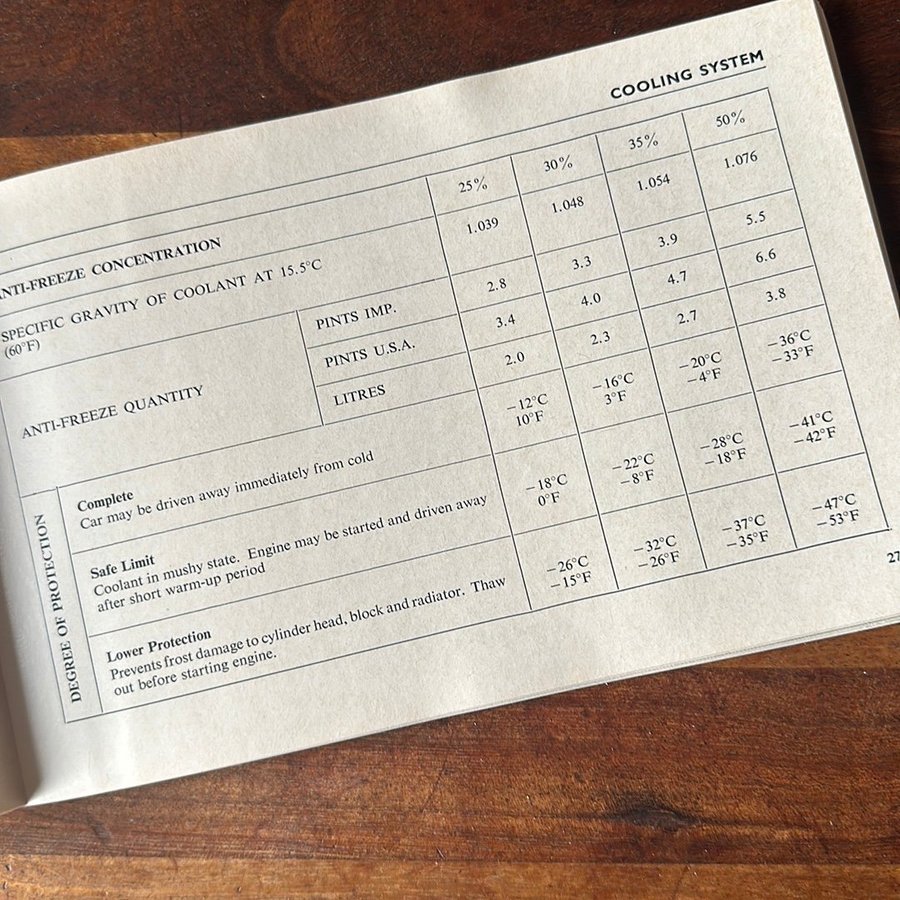 COOLING SYSTEM
ANTI-FREEZE CONCENTRATION 25% 30% 35% 50%
SPECIFIC GRAVITY OF COOLANT AT 15.5°C 1.039 1.048 1.054 1.076
(60°F)
ANTI-FREEZE QUANTITY
PINTS IMP. 2.8 3.3 3.9 5.5
PINTS U.S.A. 3.4 4.0 4.7 6.6
LITRES 2.0 2.3 2.7 3.8
DEGREE OF PROTECTION
Complete −12°C −16°C −20°C −36°C
Car may be driven away immediately from cold 10°F 3°F −4°F −33°F
Safe Limit −18°C −22°C −28°C −41°C
Coolant in mushy state. Engine may be started and driven away 0°F −8°F −18°F −42°F
after short warm-up period
Lower Protection −26°C −32°C −37°C −47°C
Prevents frost damage to cylinder head, block and radiator. Thaw −15°F −26°F −35°F −53°F
out before starting engine.
27